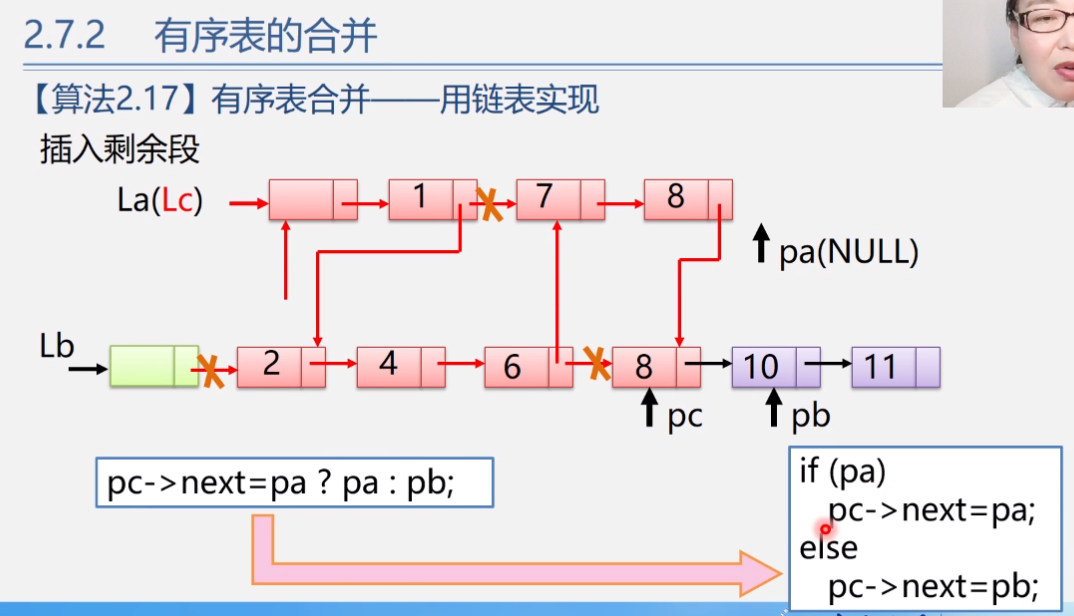 2.7.2 有序表的合并
【算法2.17】有序表合并——用链表实现
插入剩余段
La(Lc)
1
7
8
pa(NULL)
Lb
2
4
6
8
10
11
pc
pb
pc->next=pa ? pa : pb;
if (pa)
pc->next=pa;
else
pc->next=pb;